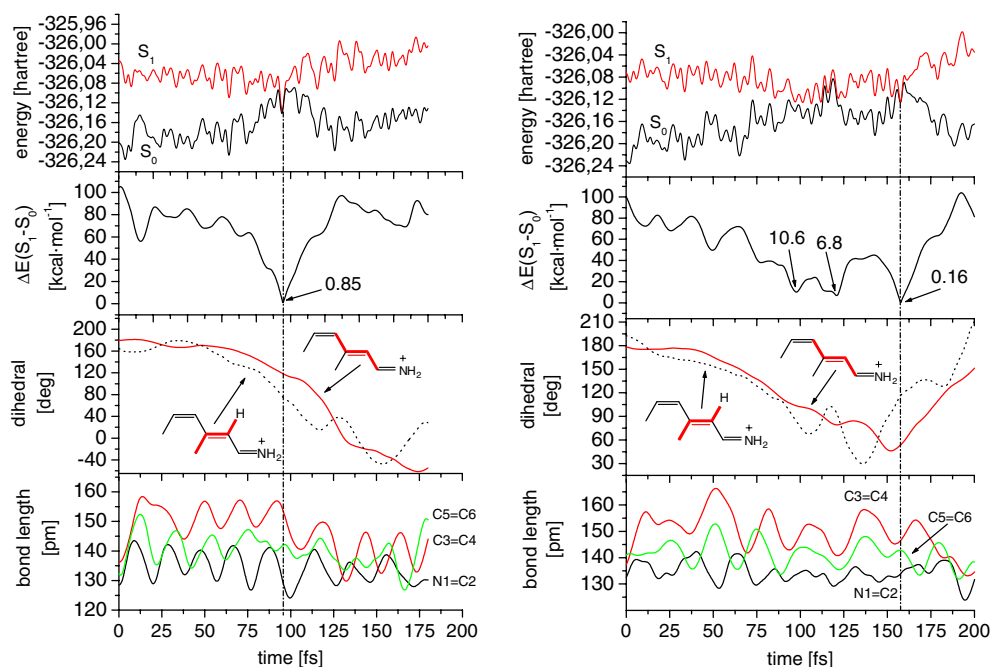 -325,96
-326,00
-326,04
-326,08
-326,12
-326,16
-326,20
-326,24
energy [hartree]
S1
S0
100
80
60
40
20
0
ΔE(S1-S0)
[kcal·mol-1]
0.85
200
160
120
80
40
0
-40
dihedral
[deg]
+
NH2
H
+
NH2
160
150
140
130
120
bond length
[pm]
C5=C6
C3=C4
N1=C2
0 25 50 75 100 125 150 175 200
time [fs]
-326,00
-326,04
-326,08
-326,12
-326,16
-326,20
-326,24
energy [hartree]
S1
S0
100
80
60
40
20
0
ΔE(S1-S0)
[kcal·mol-1]
10.6
6.8
0.16
210
180
150
120
90
60
30
dihedral
[deg]
+
NH2
H
+
NH2
160
150
140
130
bond length
[pm]
C3=C4
C5=C6
N1=C2
0 25 50 75 100 125 150 175 200
time [fs]